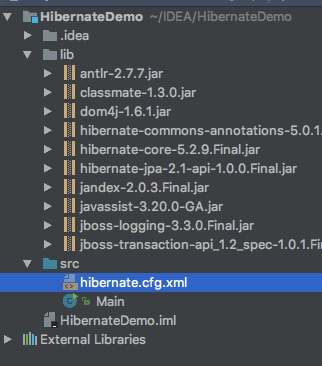 HibernateDemo ~/IDEA/HibernateDemo
.idea
lib
antlr-2.7.7.jar
classmate-1.3.0.jar
dom4j-1.6.1.jar
hibernate-commons-annotations-5.0.1.
hibernate-core-5.2.9.Final.jar
hibernate-jpa-2.1-api-1.0.0.Final.jar
jandex-2.0.3.Final.jar
javassist-3.20.0-GA.jar
jboss-logging-3.3.0.Final.jar
jboss-transaction-api_1.2_spec-1.0.1.Fi
src
hibernate.cfg.xml
Main
HibernateDemo.iml
External Libraries